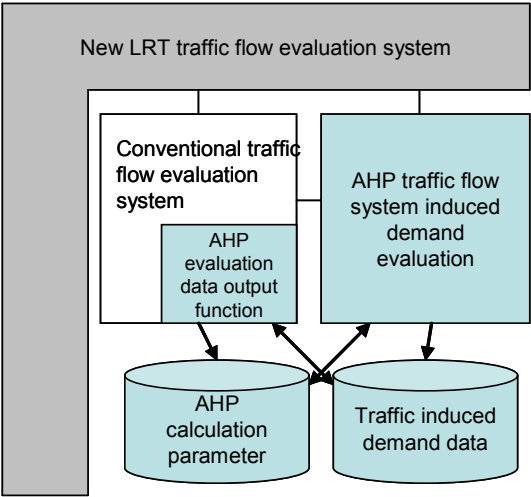 New LRT traffic flow evaluation system
Conventional traffic
flow evaluation
system
AHP traffic flow
system induced
demand
evaluation
AHP
evaluation
data output
function
AHP
calculation
parameter
Traffic induced
demand data